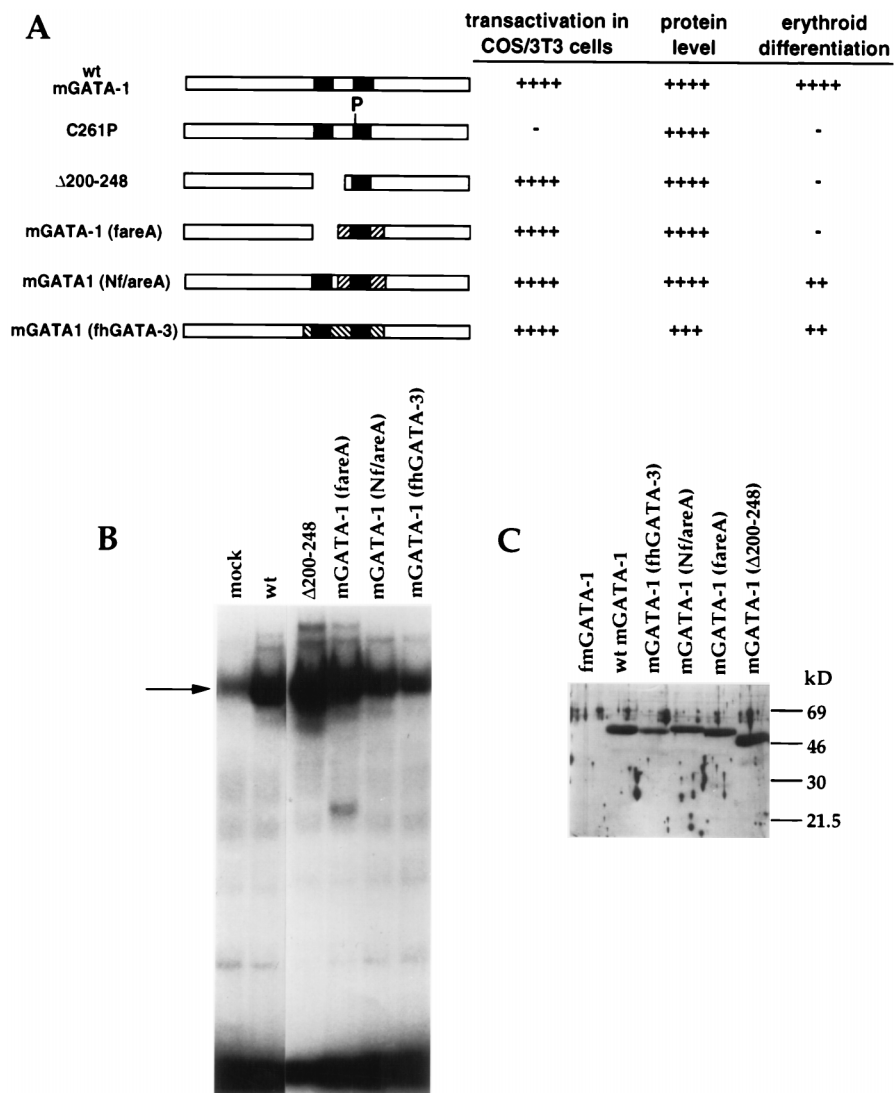 A
transactivation in COS/3T3 cells
protein level
erythroid differentiation
wt mGATA-1 ++++ ++++ ++++
P
C261P - ++++ -
Δ200-248 ++++ ++++ -
mGATA-1 (fareA) ++++ ++++ -
mGATA1 (Nf/areA) ++++ ++++ ++
mGATA1 (fhGATA-3) ++++ +++ ++
B
mock
wt
Δ200-248
mGATA-1 (fareA)
mGATA-1 (Nf/areA)
mGATA-1 (fhGATA-3)
C
fmGATA-1
wt mGATA-1
mGATA-1 (fhGATA-3)
mGATA-1 (Nf/areA)
mGATA-1 (fareA)
mGATA-1 (Δ200-248)
kD
69
46
30
21.5